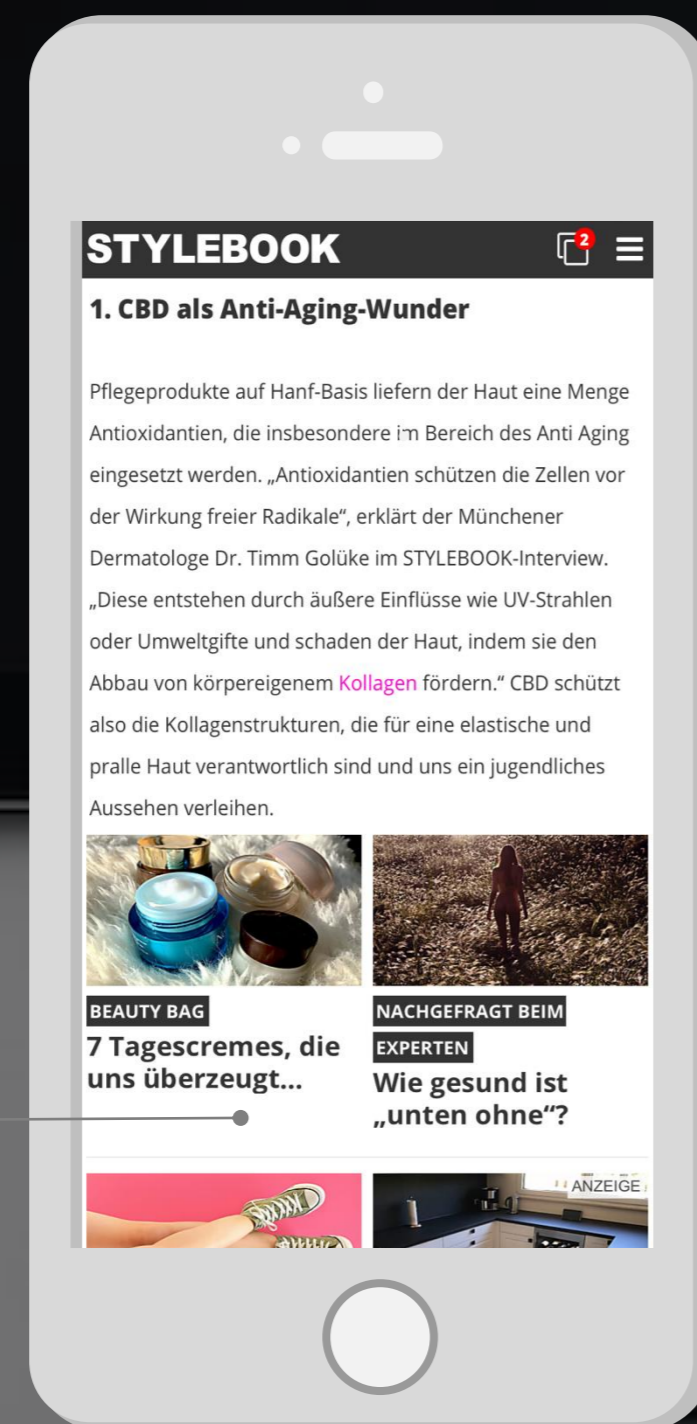 STYLEBOOK
2
1. CBD als Anti-Aging-Wunder
Pflegeprodukte auf Hanf-Basis liefern der Haut eine Menge
Antioxidantien, die insbesondere im Bereich des Anti Aging
eingesetzt werden. „Antioxidantien schützen die Zellen vor
der Wirkung freier Radikale“, erklärt der Münchener
Dermatologe Dr. Timm Golüke im STYLEBOOK-Interview.
„Diese entstehen durch äußere Einflüsse wie UV-Strahlen
oder Umweltgifte und schaden der Haut, indem sie den
Abbau von körpereigenem Kollagen fördern.“ CBD schützt
also die Kollagenstrukturen, die für eine elastische und
pralle Haut verantwortlich sind und uns ein jugendliches
Aussehen verleihen.
BEAUTY BAG
7 Tagescremes, die
uns überzeugt...
NACHGEFRAGT BEIM
EXPERTEN
Wie gesund ist
„unten ohne“?
ANZEIGE